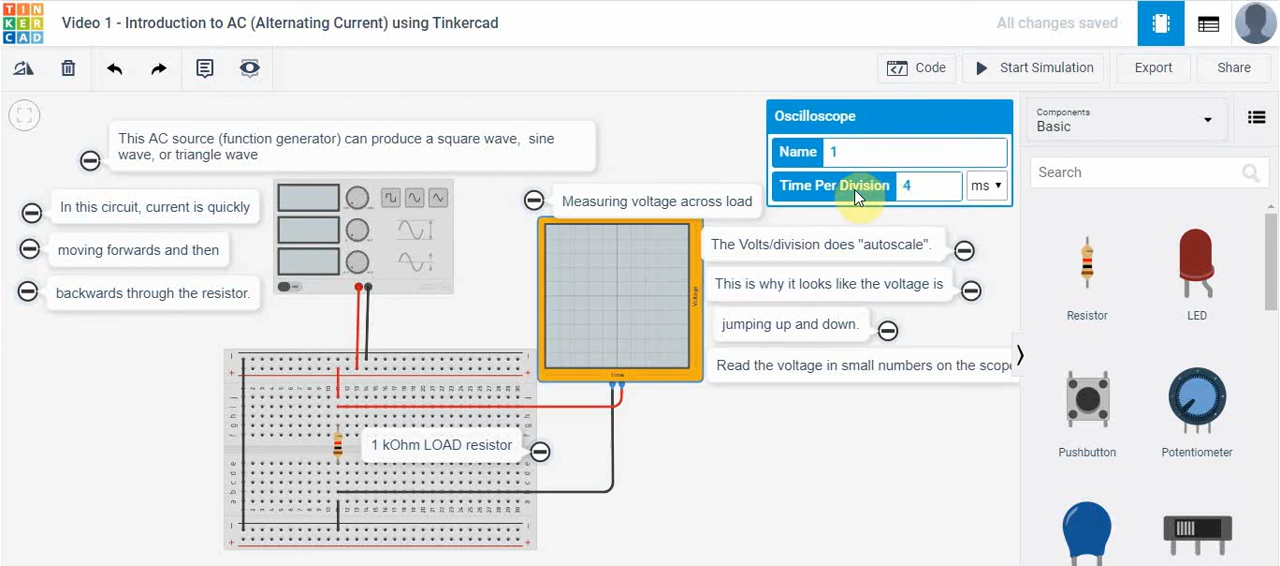 TIN
KER
CAD
Video 1 - Introduction to AC (Alternating Current) using Tinkercad
All changes saved
Code
Start Simulation
Export
Share
This AC source (function generator) can produce a square wave, sine
wave, or triangle wave
In this circuit, current is quickly
moving forwards and then
backwards through the resistor.
Oscilloscope
Name 1
Time Per Division 4 ms
Measuring voltage across load
The Volts/division does "autoscale".
This is why it looks like the voltage is
jumping up and down.
Read the voltage in small numbers on the scope
Voltage
Time
1 kOhm LOAD resistor
Components
Basic
Search
Resistor
LED
Pushbutton
Potentiometer